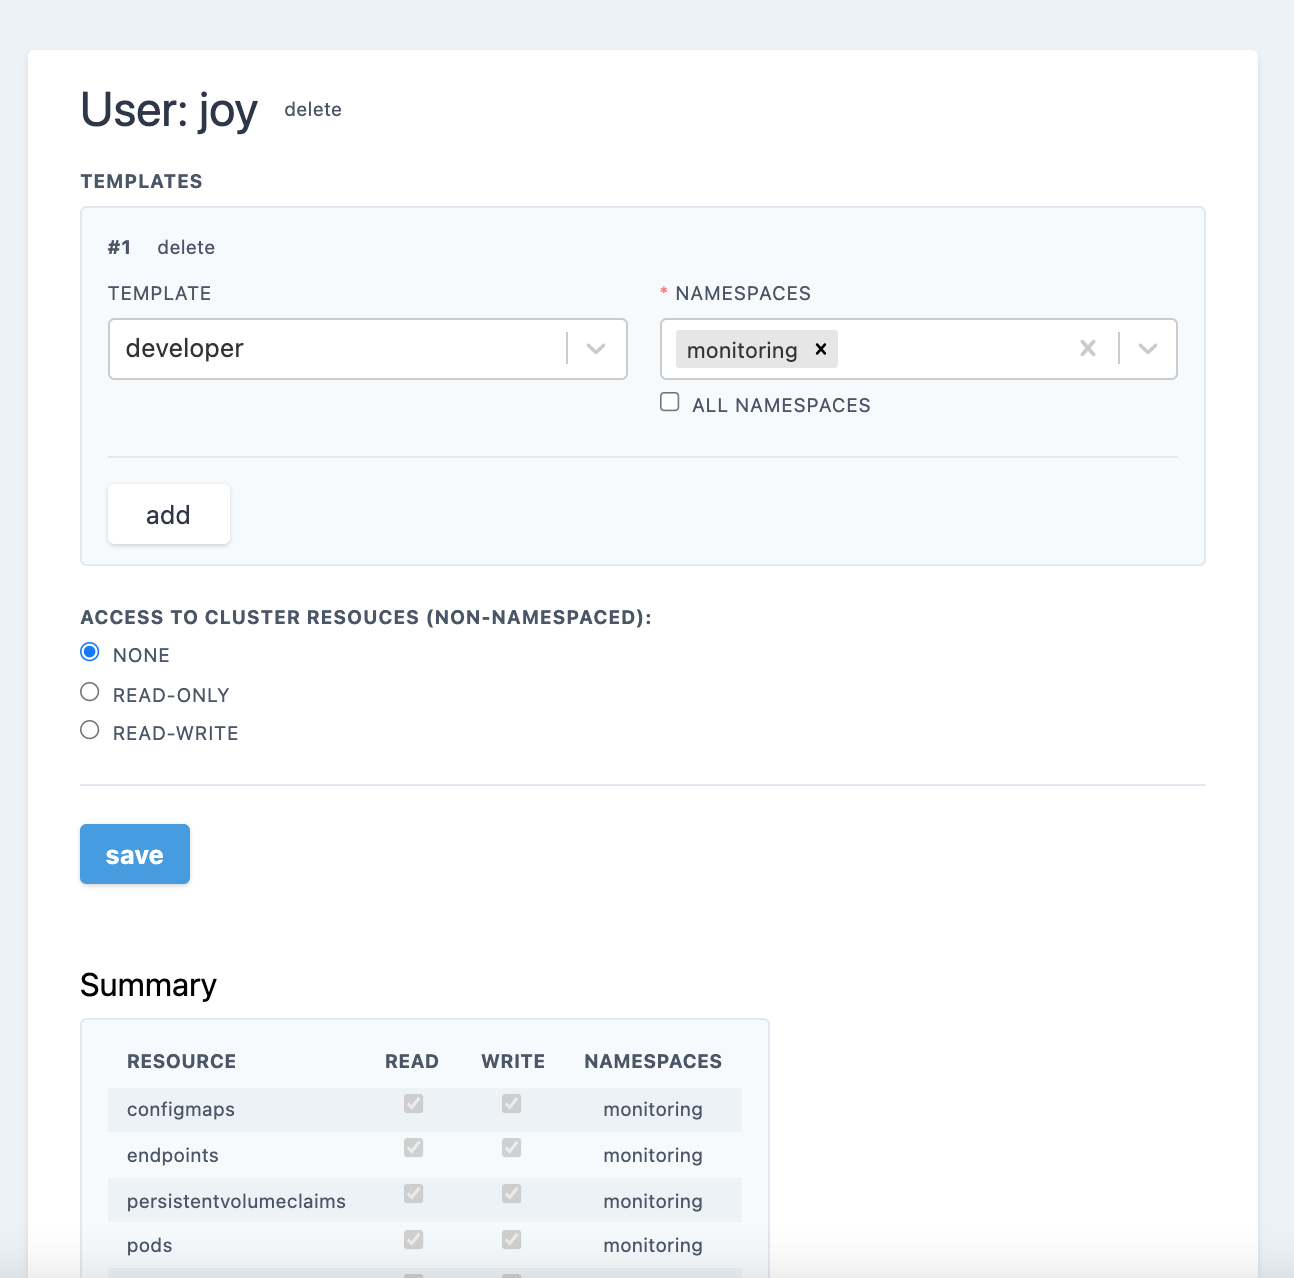 User: joy delete
TEMPLATES
#1 delete
TEMPLATE * NAMESPACES
developer monitoring ×
ALL NAMESPACES
add
ACCESS TO CLUSTER RESOUCES (NON-NAMESPACED):
NONE
READ-ONLY
READ-WRITE
save
Summary
RESOURCE READ WRITE NAMESPACES
configmaps monitoring
endpoints monitoring
persistentvolumeclaims monitoring
pods monitoring